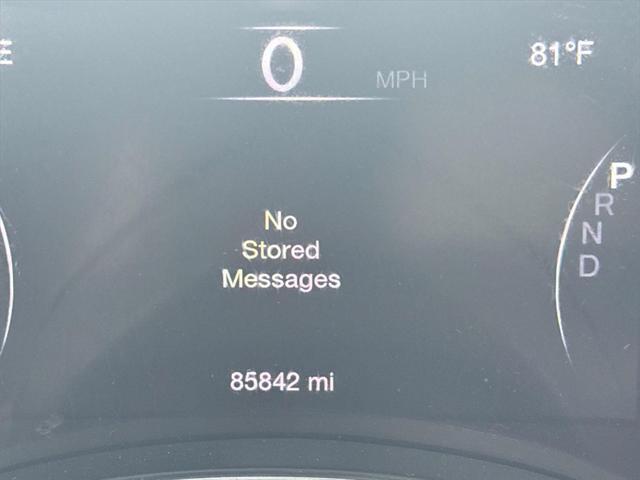 E
0
MPH
81°F
P
R
N
D
No
Stored
Messages
85842 mi